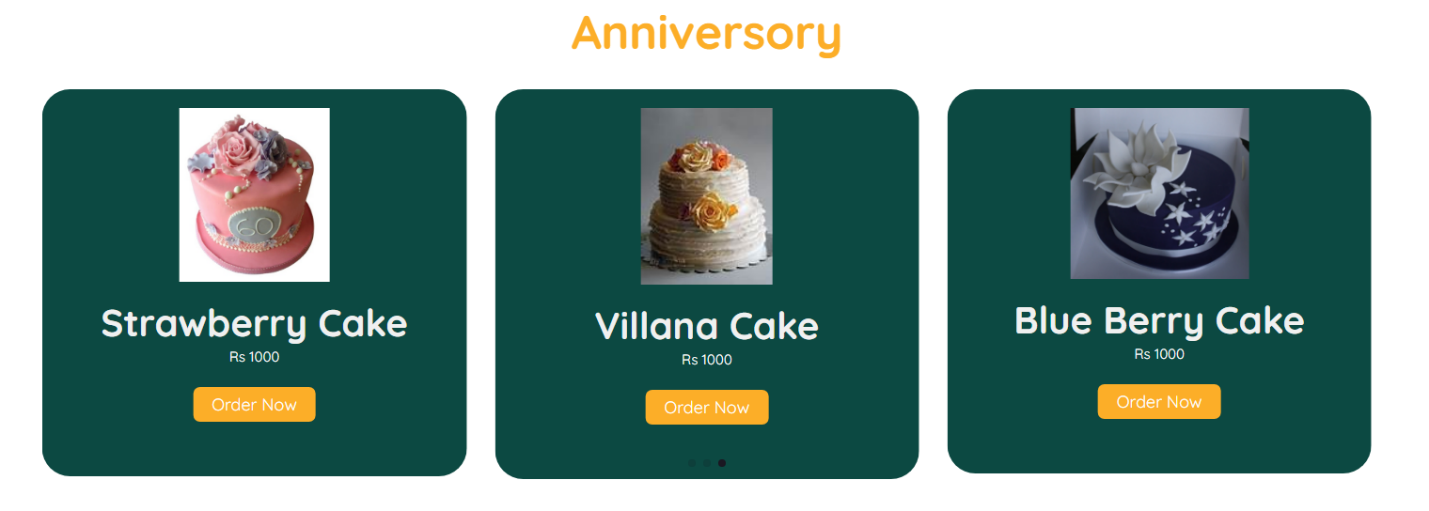 Anniversory
60
Strawberry Cake
Rs 1000
Order Now
Villana Cake
Rs 1000
Order Now
Blue Berry Cake
Rs 1000
Order Now